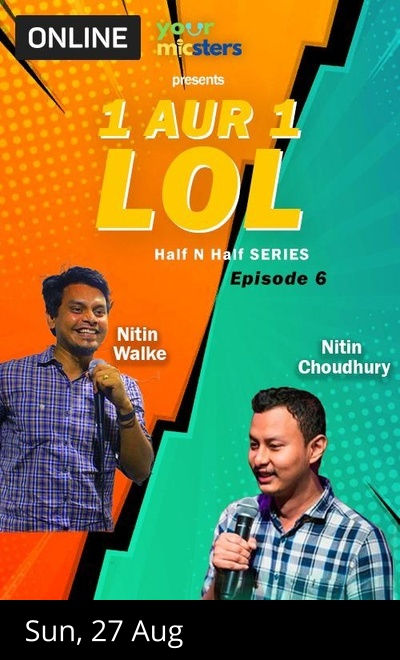 ONLINE
your
micsters
presents
1 AUR 1
LOL
Half N Half SERIES
Episode 6
Nitin
Walke
Nitin
Choudhury
Sun, 27 Aug